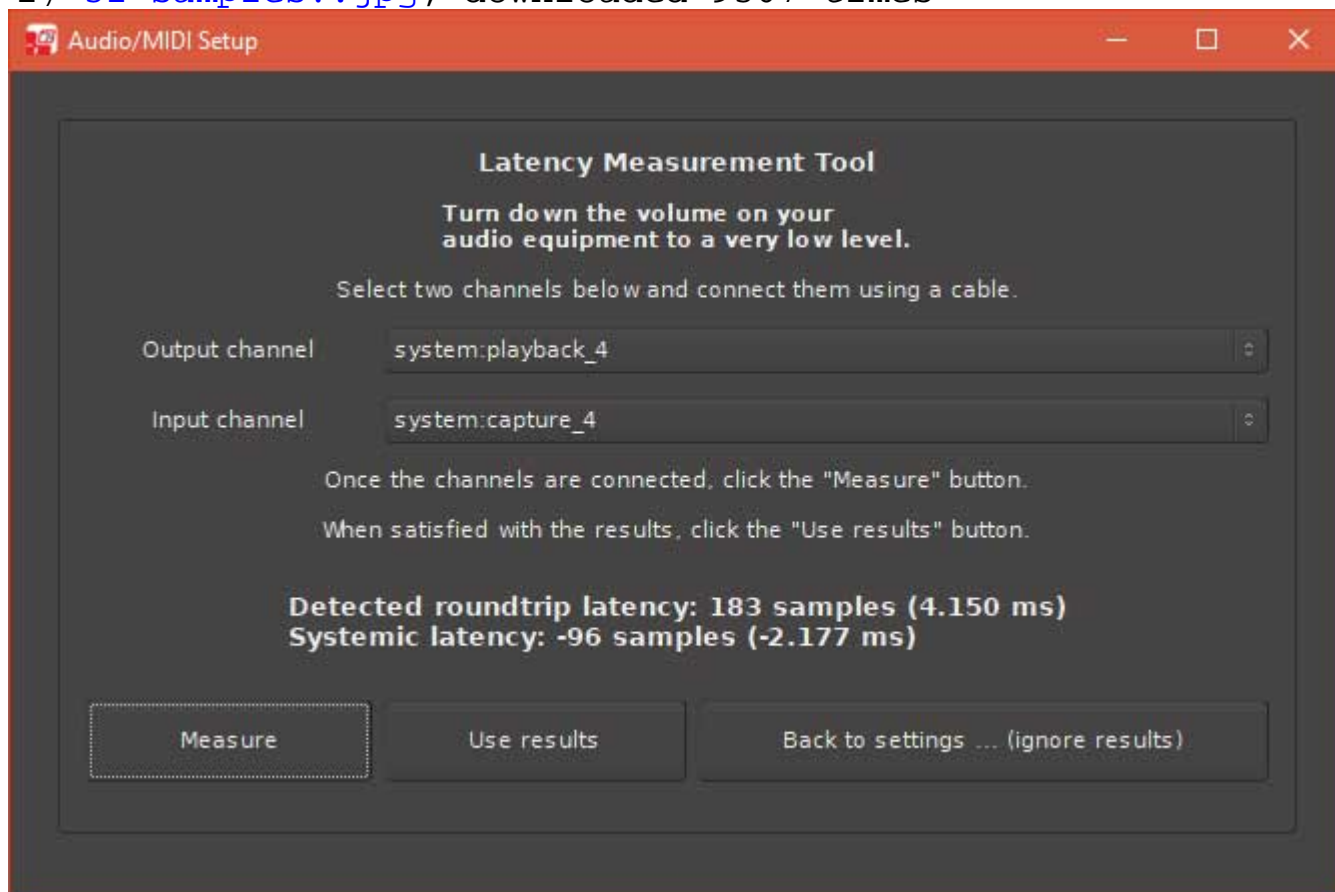 Audio/MIDI Setup
Latency Measurement Tool
Turn down the volume on your
audio equipment to a very low level.
Select two channels below and connect them using a cable.
Output channel system:playback_4
Input channel system:capture_4
Once the channels are connected, click the "Measure" button.
When satisfied with the results, click the "Use results" button.
Detected roundtrip latency: 183 samples (4.150 ms)
Systemic latency: -96 samples (-2.177 ms)
Measure Use results Back to settings ... (ignore results)